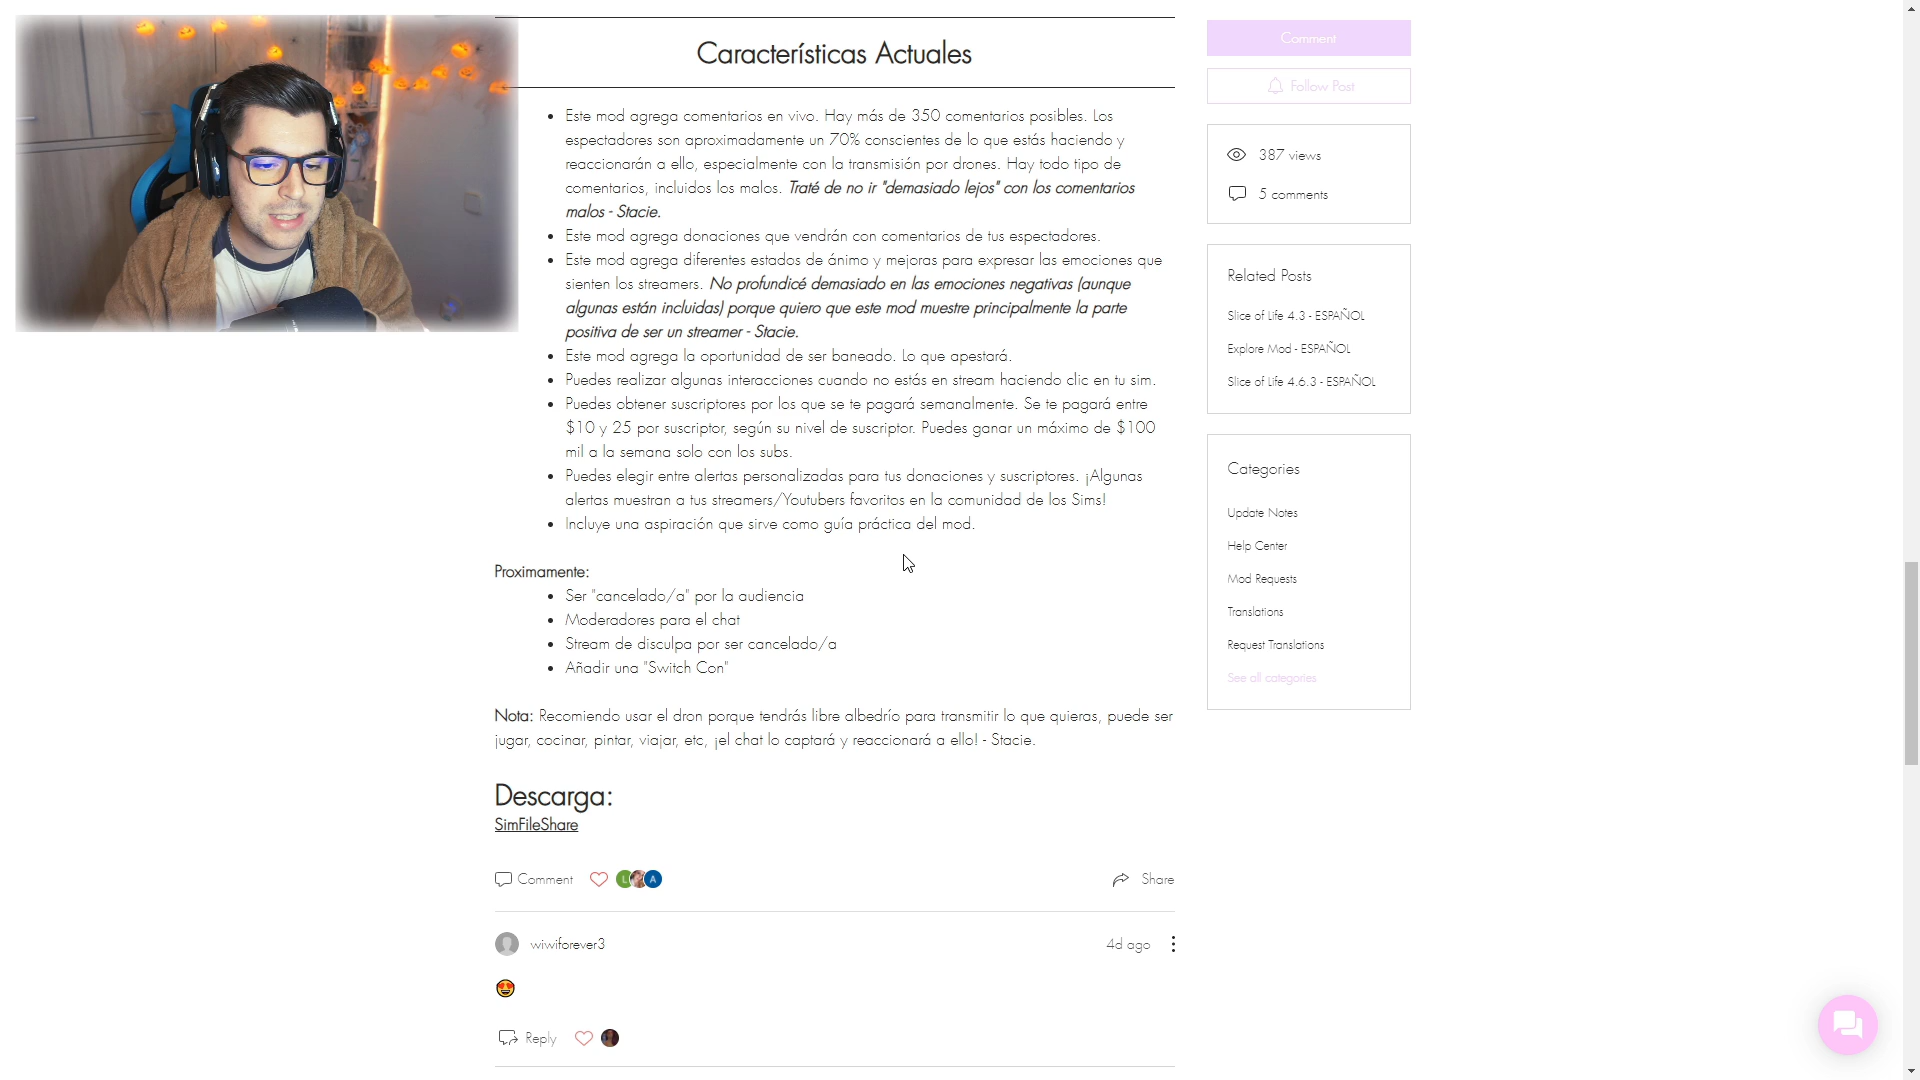 Características Actuales
Este mod agrega comentarios en vivo. Hay más de 350 comentarios posibles. Los
espectadores son aproximadamente un 70% conscientes de lo que estás haciendo y
reaccionarán a ello, especialmente con la transmisión por drones. Hay todo tipo de
comentarios, incluidos los malos. Traté de no ir "demasiado lejos" con los comentarios
malos - Stacie.
Este mod agrega donaciones que vendrán con comentarios de tus espectadores.
Este mod agrega diferentes estados de ánimo y mejoras para expresar las emociones que
sienten los streamers. No profundicé demasiado en las emociones negativas (aunque
algunas están incluidas) porque quiero que este mod muestre principalmente la parte
positiva de ser un streamer - Stacie.
Este mod agrega la oportunidad de ser baneado. Lo que apestará.
Puedes realizar algunas interacciones cuando no estás en stream haciendo clic en tu sim.
Puedes obtener suscriptores por los que se te pagará semanalmente. Se te pagará entre
$10 y 25 por suscriptor, según su nivel de suscriptor. Puedes ganar un máximo de $100
mil a la semana solo con los subs.
Puedes elegir entre alertas personalizadas para tus donaciones y suscriptores. ¡Algunas
alertas muestran a tus streamers/Youtubers favoritos en la comunidad de los Sims!
Incluye una aspiración que sirve como guía práctica del mod.
Proximamente:
Ser "cancelado/a" por la audiencia
Moderadores para el chat
Stream de disculpa por ser cancelado/a
Añadir una "Switch Con"
Nota: Recomiendo usar el dron porque tendrás libre albedrío para transmitir lo que quieras, puede ser
jugar, cocinar, pintar, viajar, etc, ¡el chat lo captará y reaccionará a ello! - Stacie.
Descarga:
SimFileShare
Comment
L
A
Share
wiwiforever3
4d ago
Reply
Comment
Follow Post
387 views
5 comments
Related Posts
Slice of Life 4.3 - ESPAÑOL
Explore Mod - ESPAÑOL
Slice of Life 4.6.3 - ESPAÑOL
Categories
Update Notes
Help Center
Mod Requests
Translations
Request Translations
See all categories